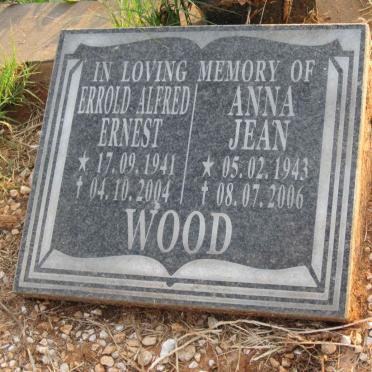 IN LOVING MEMORY OF
ERROLD ALFRED
ERNEST
★ 17.09.1941
✝ 04.10.2004
ANNA
JEAN
★ 05.02.1943
✝ 08.07.2006
WOOD